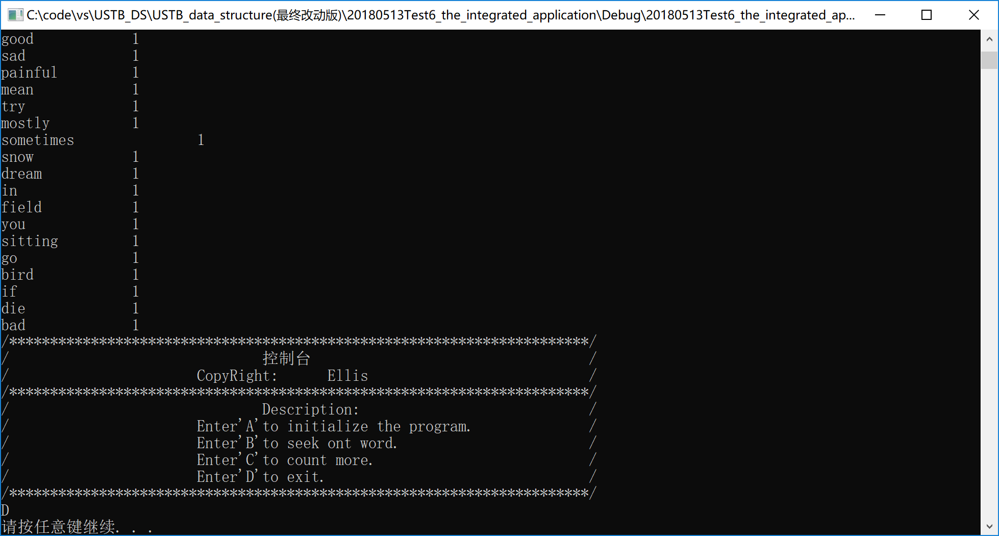 C:\code\vs\USTB_DS\USTB_data_structure(最终改动版)\20180513Test6_the_integrated_application\Debug\20180513Test6_the_integrated_ap...
good 1
sad 1
painful 1
mean 1
try 1
mostly 1
sometimes 1
snow 1
dream 1
in 1
field 1
you 1
sitting 1
go 1
bird 1
if 1
die 1
bad 1
/***********************************************************************/
/ 控制台 /
/ CopyRight: Ellis /
/***********************************************************************/
/ Description: /
/ Enter'A'to initialize the program. /
/ Enter'B'to seek ont word. /
/ Enter'C'to count more. /
/ Enter'D'to exit. /
/***********************************************************************/
D
请按任意键继续. . .